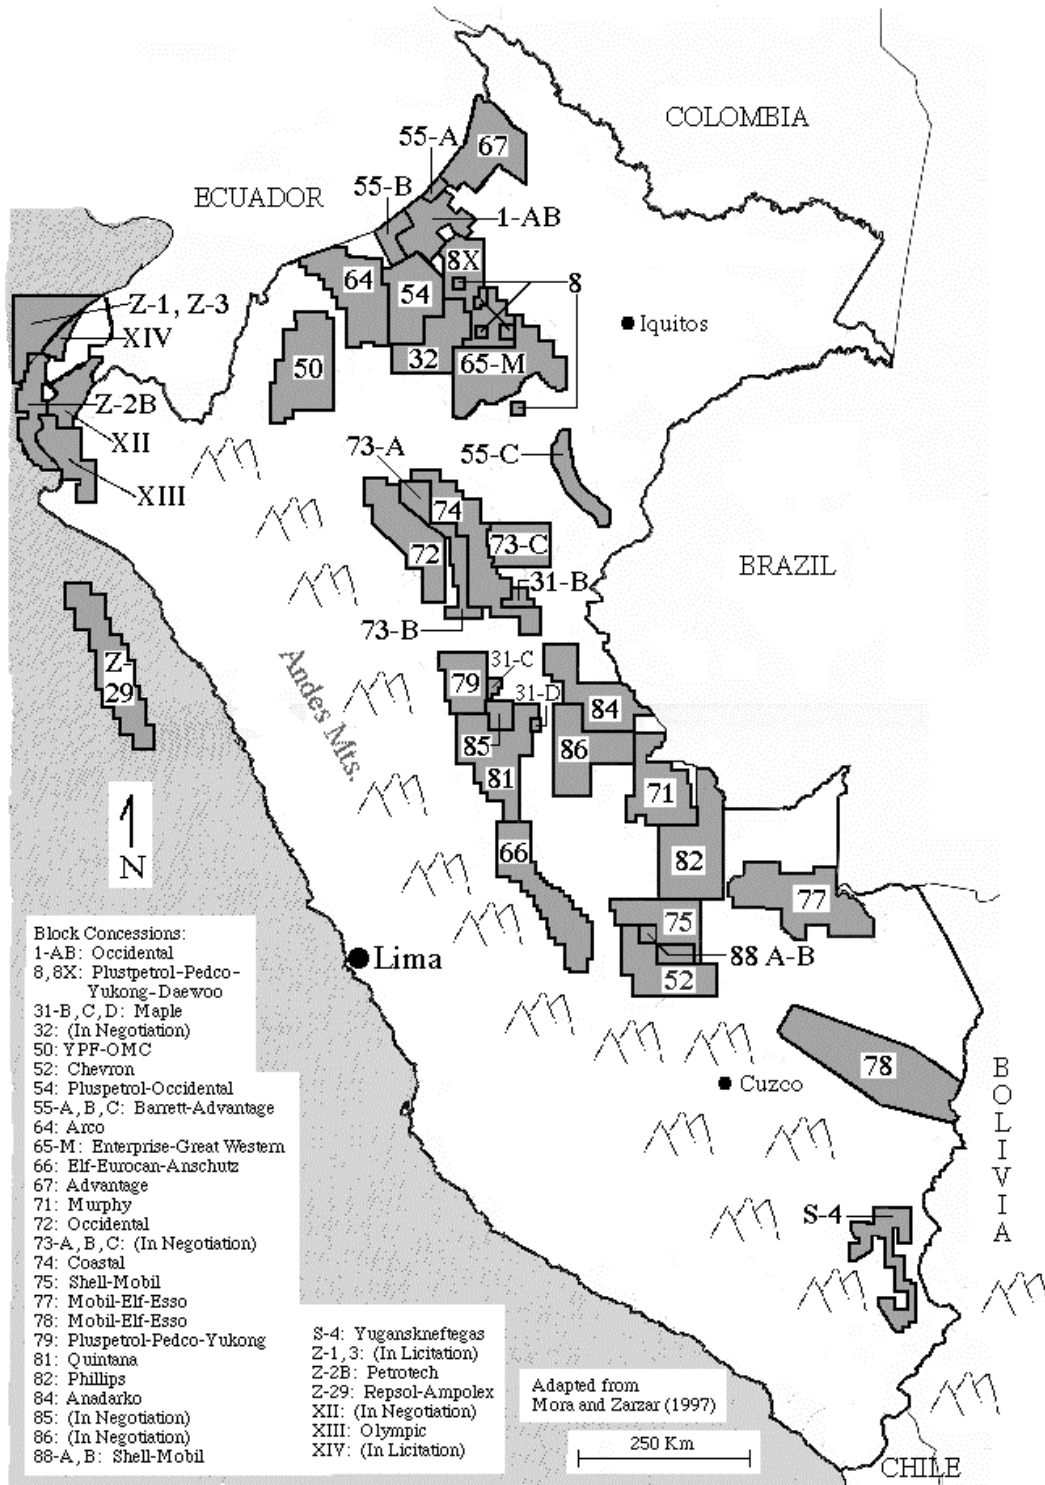 COLOMBIA
55-A
67
ECUADOR
55-B
1-AB
8X
64
54
8
Z-1, Z-3
XIV
Iquitos
32
65-M
50
Z-2B
XII
73-A
55-C
XIII
74
73-C
72
BRAZIL
31-B
73-B
Andes Mts.
31-C
Z-
29
79
31-D
84
85
86
81
71
66
82
N
77
75
88 A-B
Lima
52
78
Cuzco
BOLIVIA
S-4
Block Concessions:
1-AB: Occidental
8,8X: Plustpetrol-Pedco-
Yukong-Daewoo
31-B,C,D: Maple
32: (In Negotiation)
50: YPF-OMC
52: Chevron
54: Pluspetrol-Occidental
55-A,B,C: Barrett-Advantage
64: Arco
65-M: Enterprise-Great Western
66: Elf-Eurocan-Anschutz
67: Advantage
71: Murphy
72: Occidental
73-A,B,C: (In Negotiation)
74: Coastal
75: Shell-Mobil
77: Mobil-Elf-Esso
78: Mobil-Elf-Esso
79: Pluspetrol-Pedco-Yukong
81: Quintana
82: Phillips
84: Anadarko
85: (In Negotiation)
86: (In Negotiation)
88-A,B: Shell-Mobil
S-4: Yuganskneftegas
Z-1,3: (In Licitation)
Z-2B: Petrotech
Z-29: Repsol-Ampolex
XII: (In Negotiation)
XIII: Olympic
XIV: (In Licitation)
Adapted from
Mora and Zarzar (1997)
250 Km
CHILE